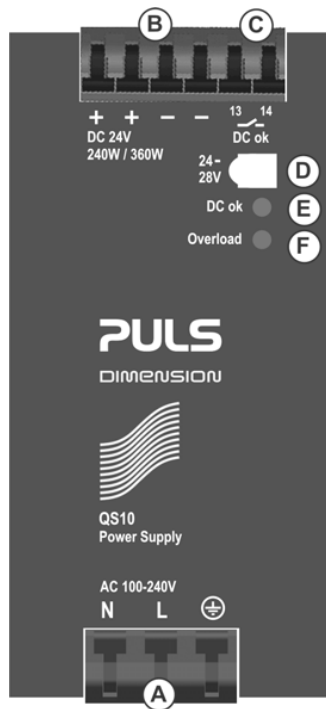 B C
+ + – – 13 14
DC 24V DC ok
240W / 360W
24 –
28V D
DC ok E
Overload F
PULS
DIMENSION
QS10
Power Supply
AC 100-240V
N L
A